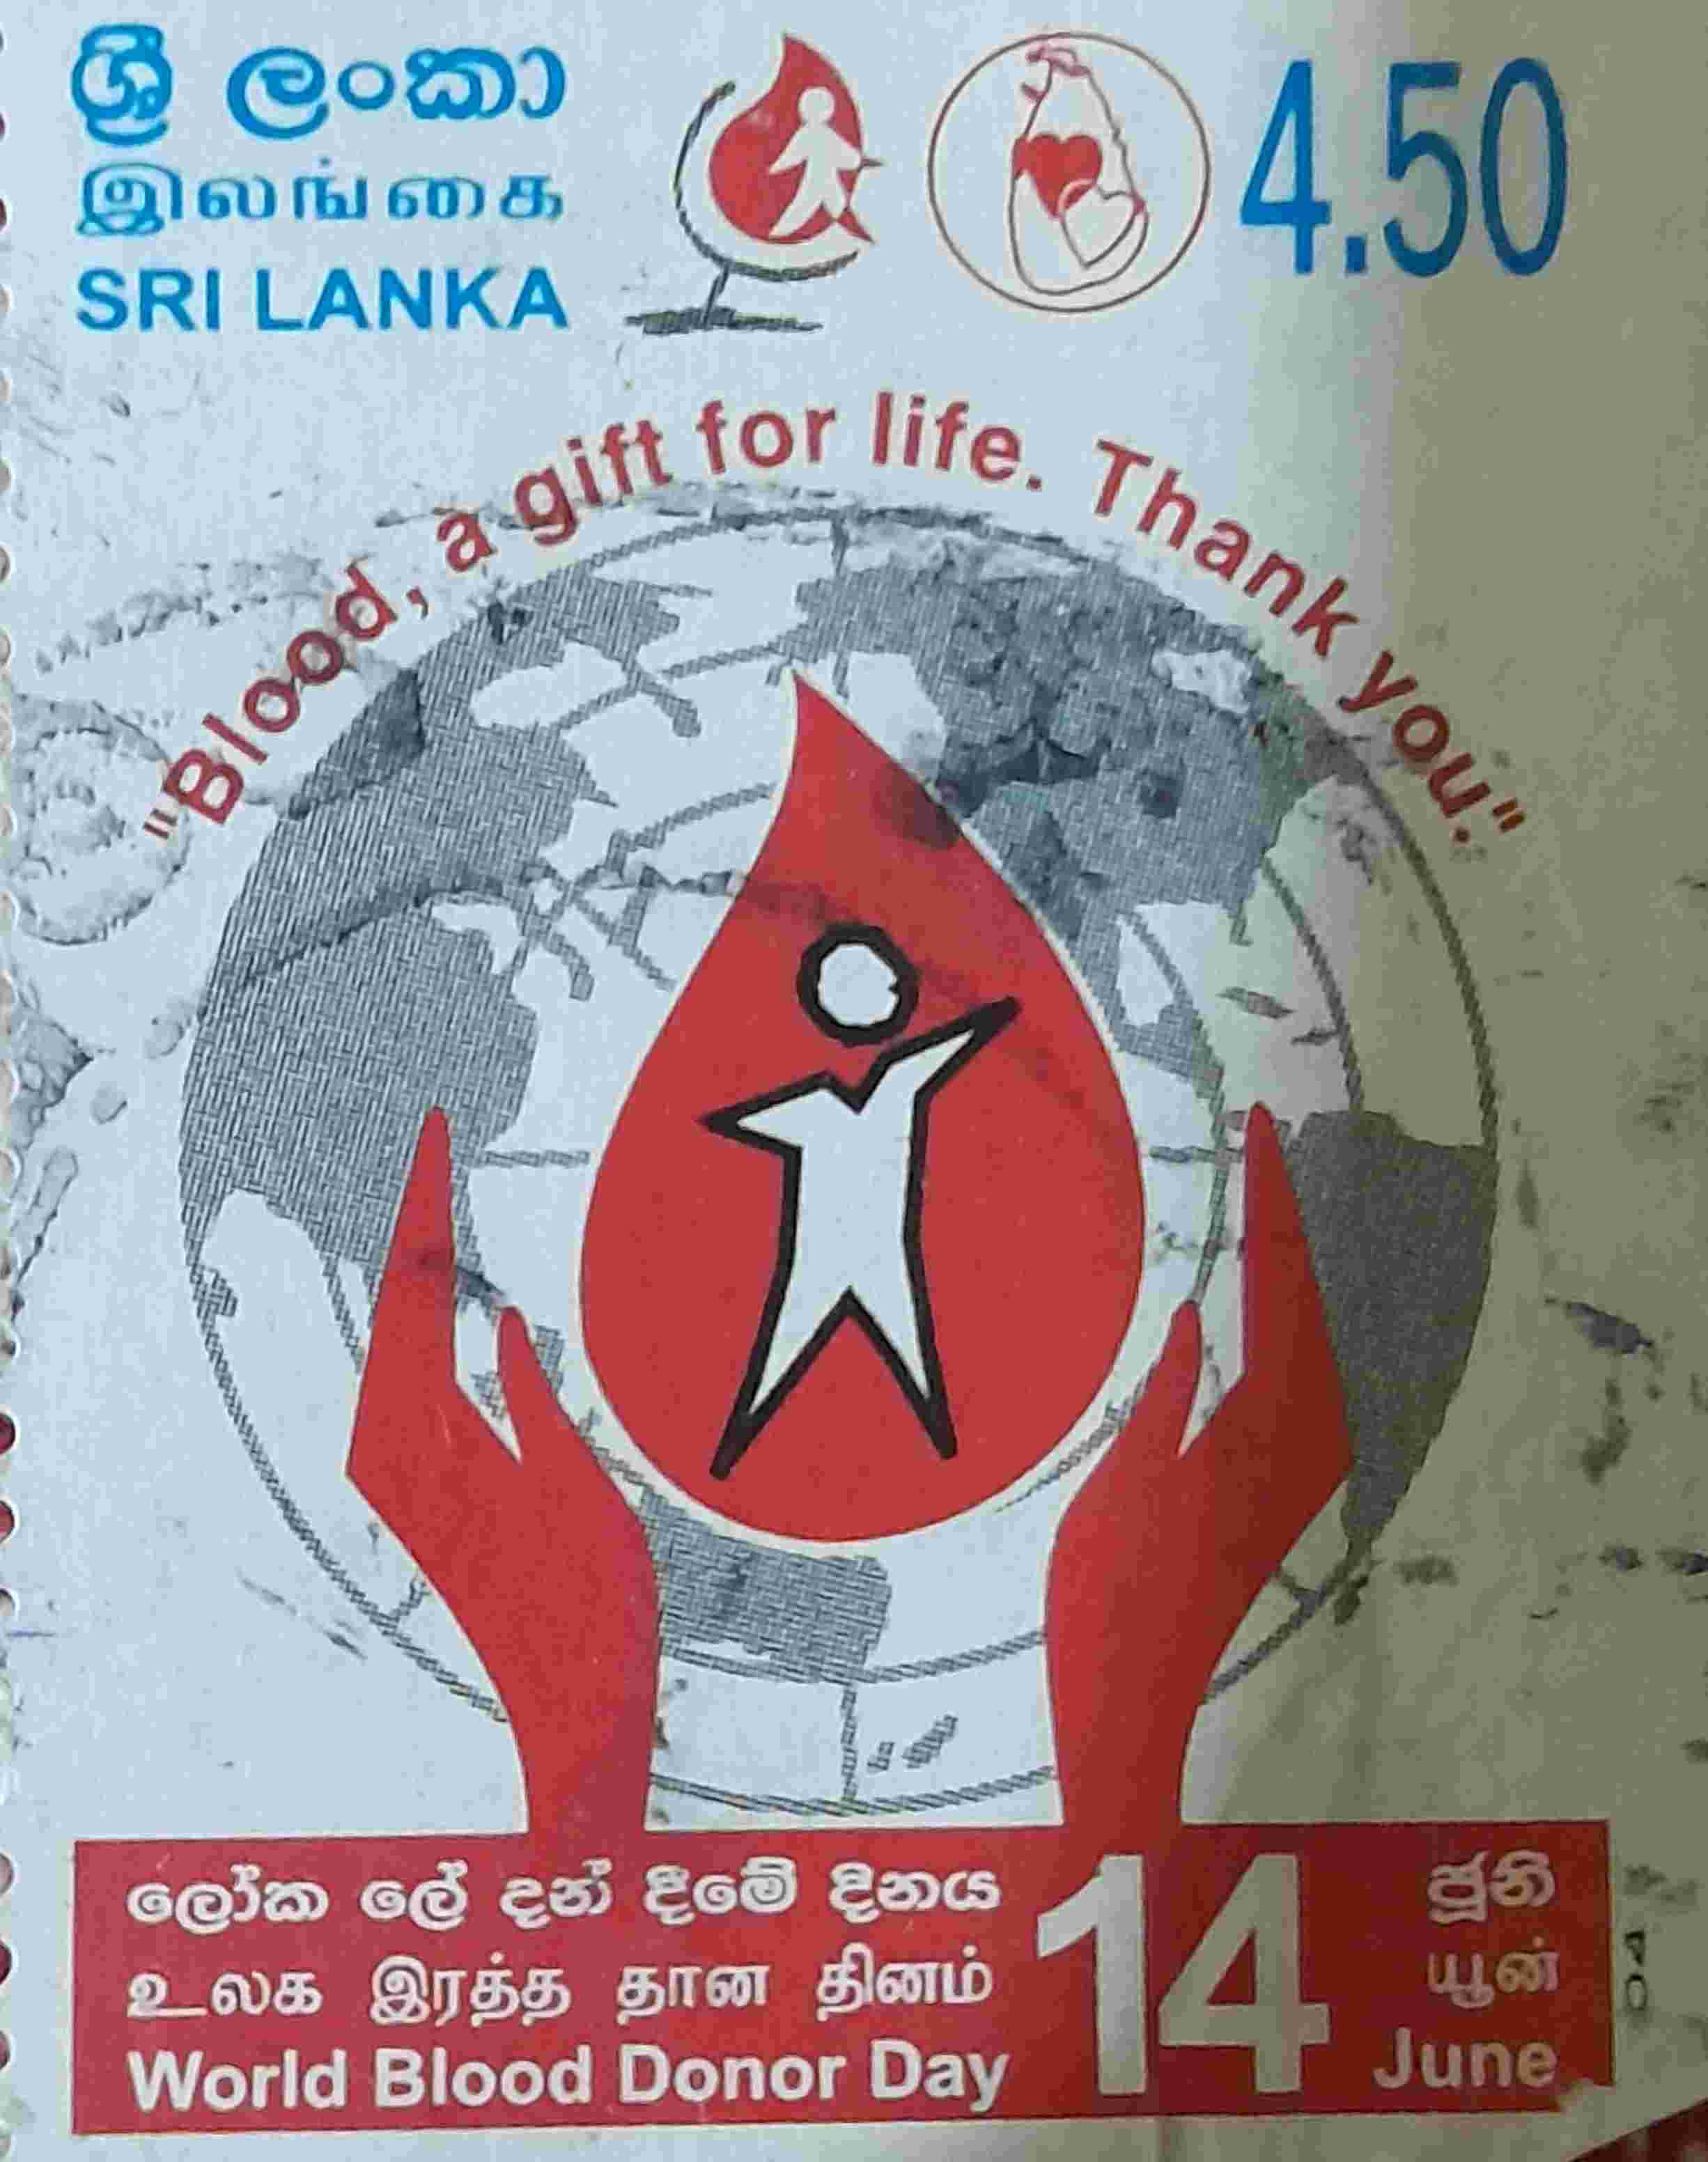 ශ්‍රී ලංකා
இலங்கை
SRI LANKA
4.50
"Blood, a gift for life. Thank you."
ලෝක ලේ දන් දීමේ දිනය
உலக இரத்த தான தினம்
World Blood Donor Day
14
ජූනි
யூன்
June
04